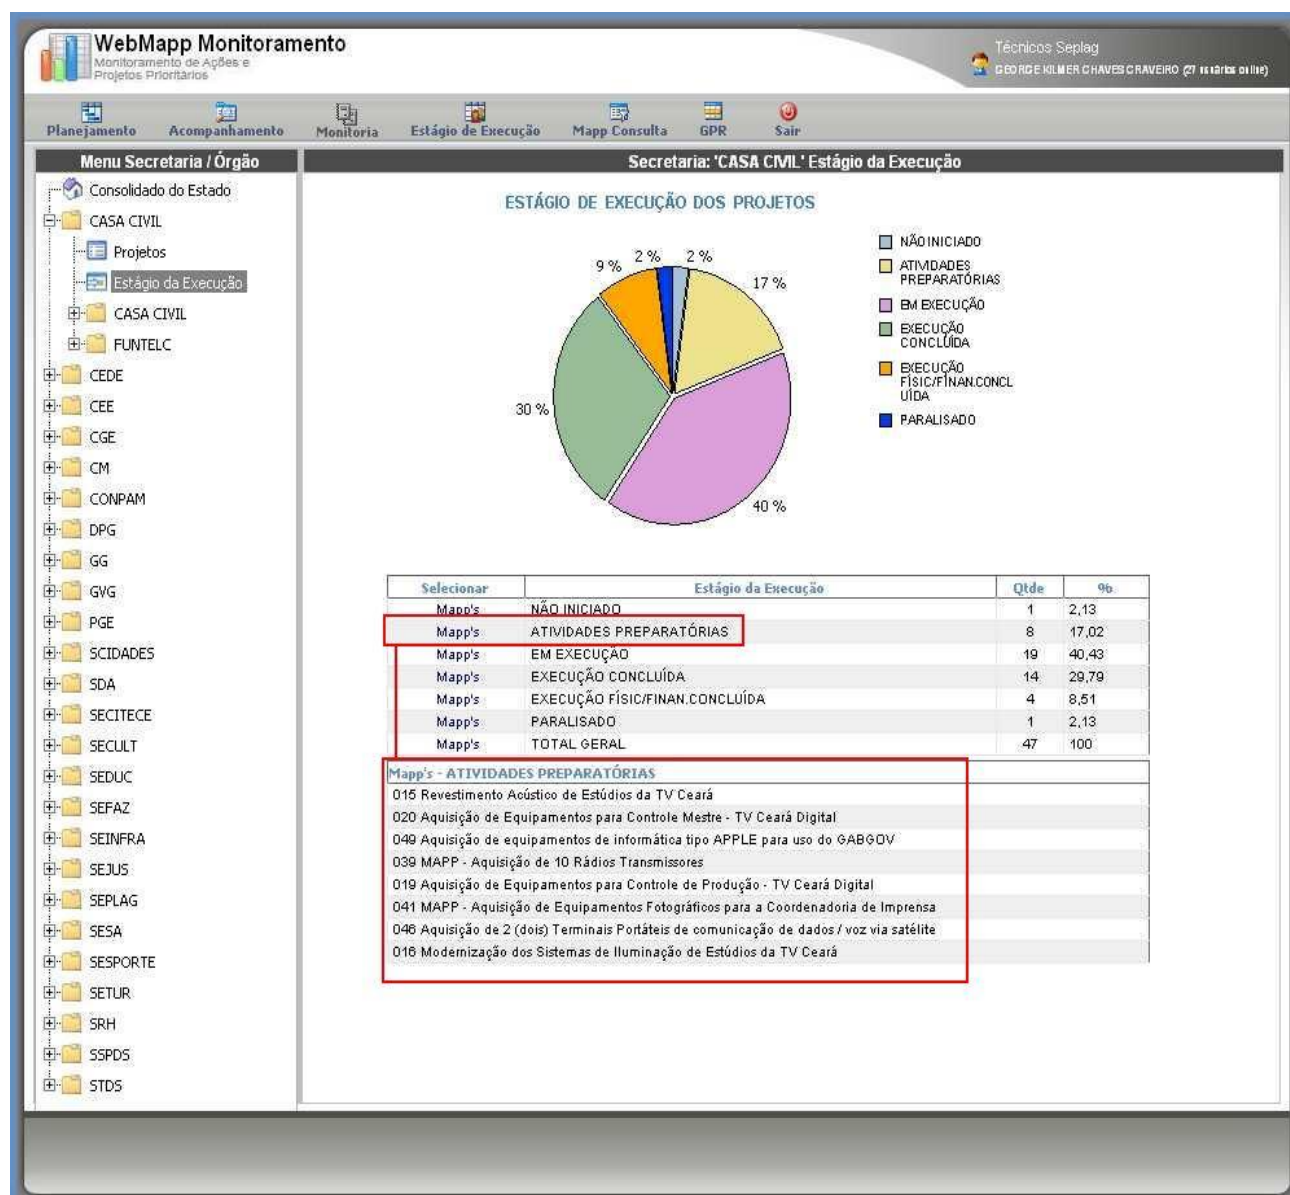 WebMapp Monitoramento
Monitoramento de Ações e
Projetos Prioritários
Técnicos Seplag
GEORGE KILMER CHAVES CRAVEIRO (27 usuários online)
Planejamento Acompanhamento Monitoria Estágio de Execução Mapp Consulta GPR Sair
Menu Secretaria / Órgão
Secretaria: 'CASA CIVIL' Estágio da Execução
Consolidado do Estado
CASA CIVIL
Projetos
Estágio da Execução
CASA CIVIL
FUNTELC
CEDE
CEE
CGE
CM
CONPAM
DPG
GG
GVG
PGE
SCIDADES
SDA
SECITECE
SECULT
SEDUC
SEFAZ
SEINFRA
SEJUS
SEPLAG
SESA
SESPORTE
SETUR
SRH
SSPDS
STDS
ESTÁGIO DE EXECUÇÃO DOS PROJETOS
2 %
17 %
40 %
30 %
9 %
2 %
NÃO INICIADO
ATIVIDADES
PREPARATÓRIAS
EM EXECUÇÃO
EXECUÇÃO
CONCLUÍDA
EXECUÇÃO
FÍSIC/FINAN.CONCL
UÍDA
PARALISADO
Selecionar Estágio da Execução Qtde %
Mapp's NÃO INICIADO 1 2,13
Mapp's ATIVIDADES PREPARATÓRIAS 8 17,02
Mapp's EM EXECUÇÃO 19 40,43
Mapp's EXECUÇÃO CONCLUÍDA 14 29,79
Mapp's EXECUÇÃO FÍSIC/FINAN.CONCLUÍDA 4 8,51
Mapp's PARALISADO 1 2,13
Mapp's TOTAL GERAL 47 100
Mapp's - ATIVIDADES PREPARATÓRIAS
015 Revestimento Acústico de Estúdios da TV Ceará
020 Aquisição de Equipamentos para Controle Mestre - TV Ceará Digital
049 Aquisição de equipamentos de informática tipo APPLE para uso do GABGOV
039 MAPP - Aquisição de 10 Rádios Transmissores
019 Aquisição de Equipamentos para Controle de Produção - TV Ceará Digital
041 MAPP - Aquisição de Equipamentos Fotográficos para a Coordenadoria de Imprensa
046 Aquisição de 2 (dois) Terminais Portáteis de comunicação de dados / voz via satélite
016 Modernização dos Sistemas de Iluminação de Estúdios da TV Ceará